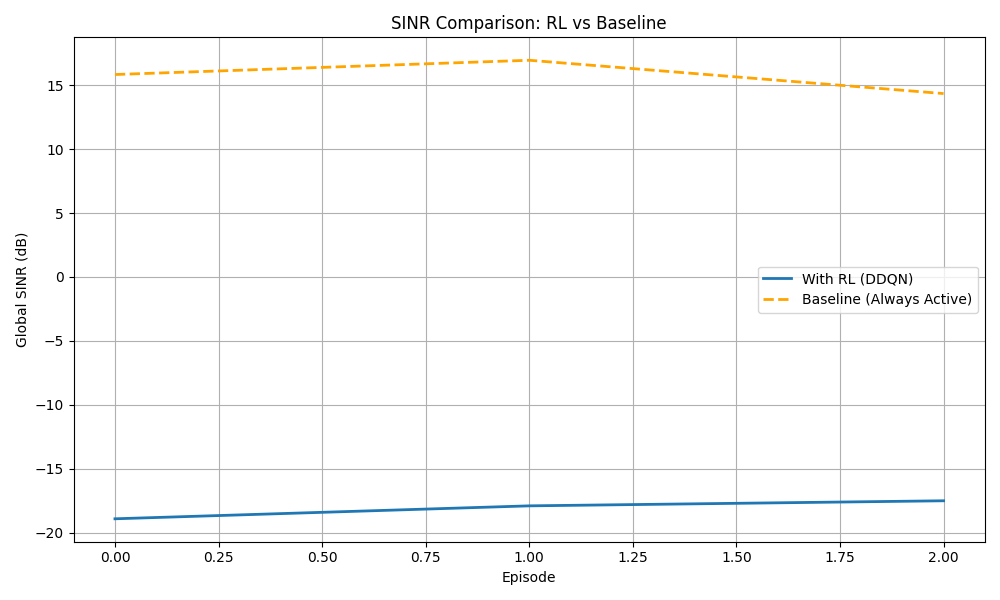 SINR Comparison: RL vs Baseline
Global SINR (dB)
15
10
5
0
−5
−10
−15
−20
With RL (DDQN)
Baseline (Always Active)
0.00 0.25 0.50 0.75 1.00 1.25 1.50 1.75 2.00
Episode